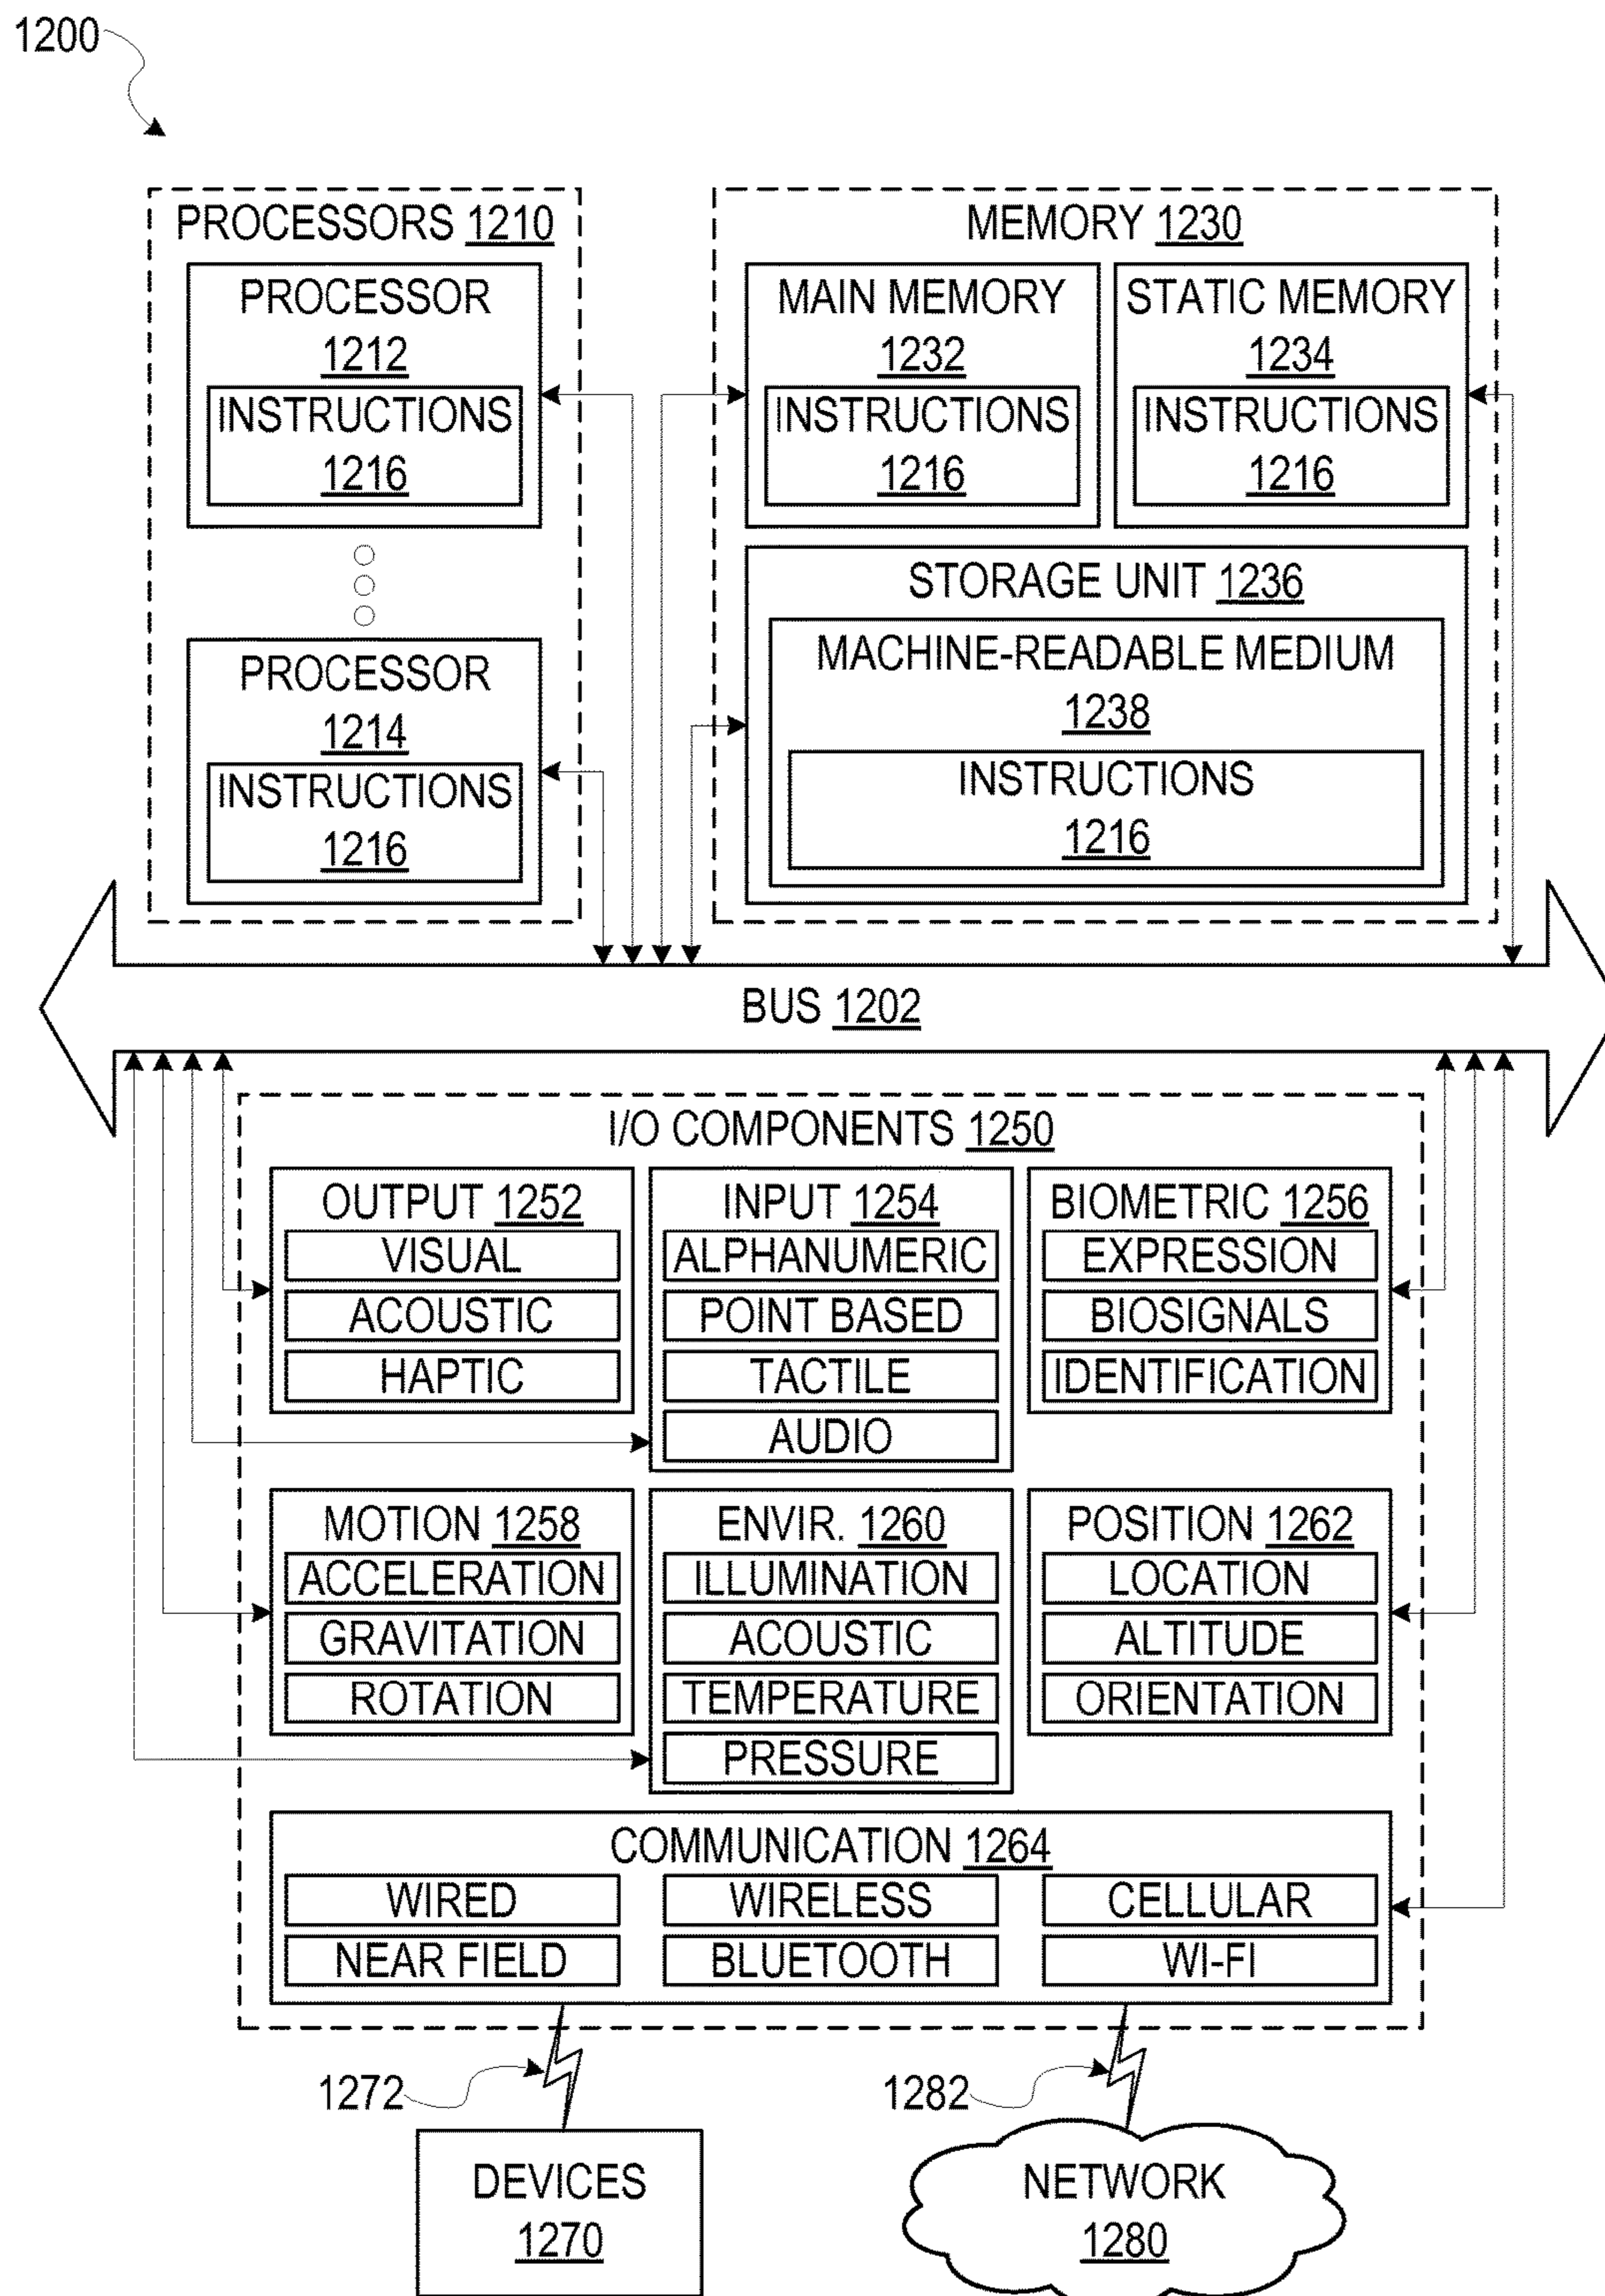 1200
PROCESSORS 1210
PROCESSOR
1212
INSTRUCTIONS
1216
PROCESSOR
1214
INSTRUCTIONS
1216
MEMORY 1230
MAIN MEMORY
1232
INSTRUCTIONS
1216
STATIC MEMORY
1234
INSTRUCTIONS
1216
STORAGE UNIT 1236
MACHINE-READABLE MEDIUM
1238
INSTRUCTIONS
1216
BUS 1202
I/O COMPONENTS 1250
OUTPUT 1252
VISUAL
ACOUSTIC
HAPTIC
INPUT 1254
ALPHANUMERIC
POINT BASED
TACTILE
AUDIO
BIOMETRIC 1256
EXPRESSION
BIOSIGNALS
IDENTIFICATION
MOTION 1258
ACCELERATION
GRAVITATION
ROTATION
ENVIR. 1260
ILLUMINATION
ACOUSTIC
TEMPERATURE
PRESSURE
POSITION 1262
LOCATION
ALTITUDE
ORIENTATION
COMMUNICATION 1264
WIRED
WIRELESS
CELLULAR
NEAR FIELD
BLUETOOTH
WI-FI
1272
1282
DEVICES
1270
NETWORK
1280